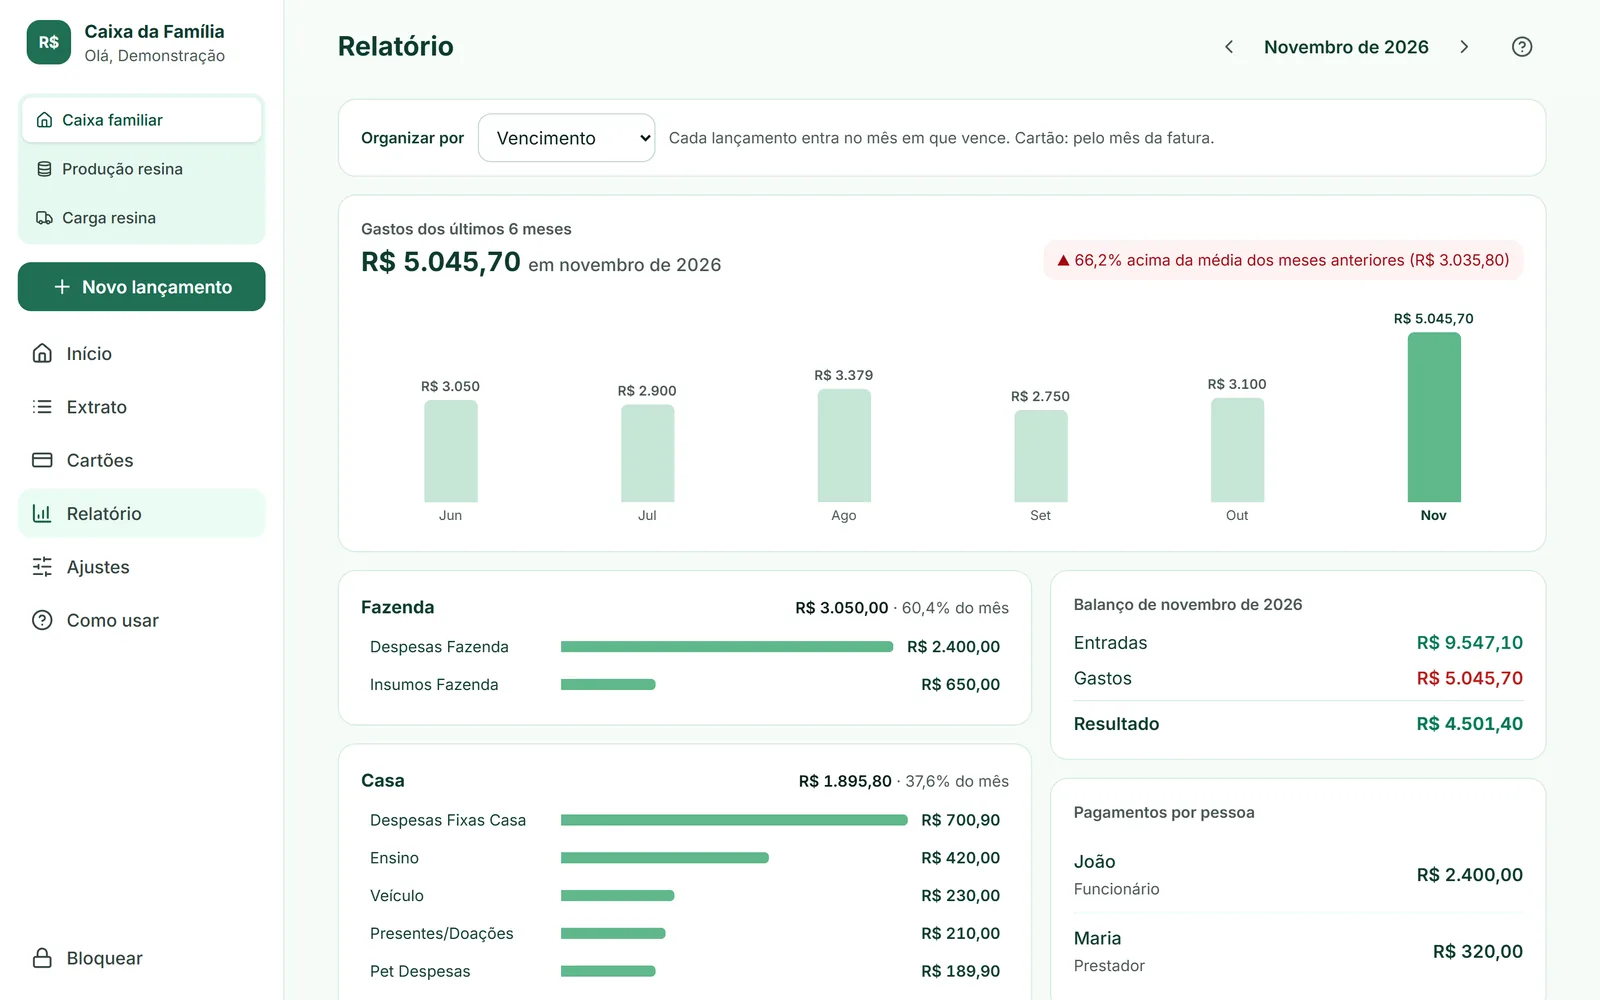 R$
Caixa da Família
Olá, Demonstração
Caixa familiar
Produção resina
Carga resina
Novo lançamento
Início
Extrato
Cartões
Relatório
Ajustes
Como usar
Bloquear
Relatório
Novembro de 2026
Organizar por
Vencimento
Cada lançamento entra no mês em que vence. Cartão: pelo mês da fatura.
Gastos dos últimos 6 meses
R$ 5.045,70 em novembro de 2026
▲ 66,2% acima da média dos meses anteriores (R$ 3.035,80)
R$ 3.050
R$ 2.900
R$ 3.379
R$ 2.750
R$ 3.100
R$ 5.045,70
Jun
Jul
Ago
Set
Out
Nov
Fazenda
R$ 3.050,00 · 60,4% do mês
Despesas Fazenda
R$ 2.400,00
Insumos Fazenda
R$ 650,00
Casa
R$ 1.895,80 · 37,6% do mês
Despesas Fixas Casa
R$ 700,90
Ensino
R$ 420,00
Veículo
R$ 230,00
Presentes/Doações
R$ 210,00
Pet Despesas
R$ 189,90
Balanço de novembro de 2026
Entradas
R$ 9.547,10
Gastos
R$ 5.045,70
Resultado
R$ 4.501,40
Pagamentos por pessoa
João
Funcionário
R$ 2.400,00
Maria
Prestador
R$ 320,00